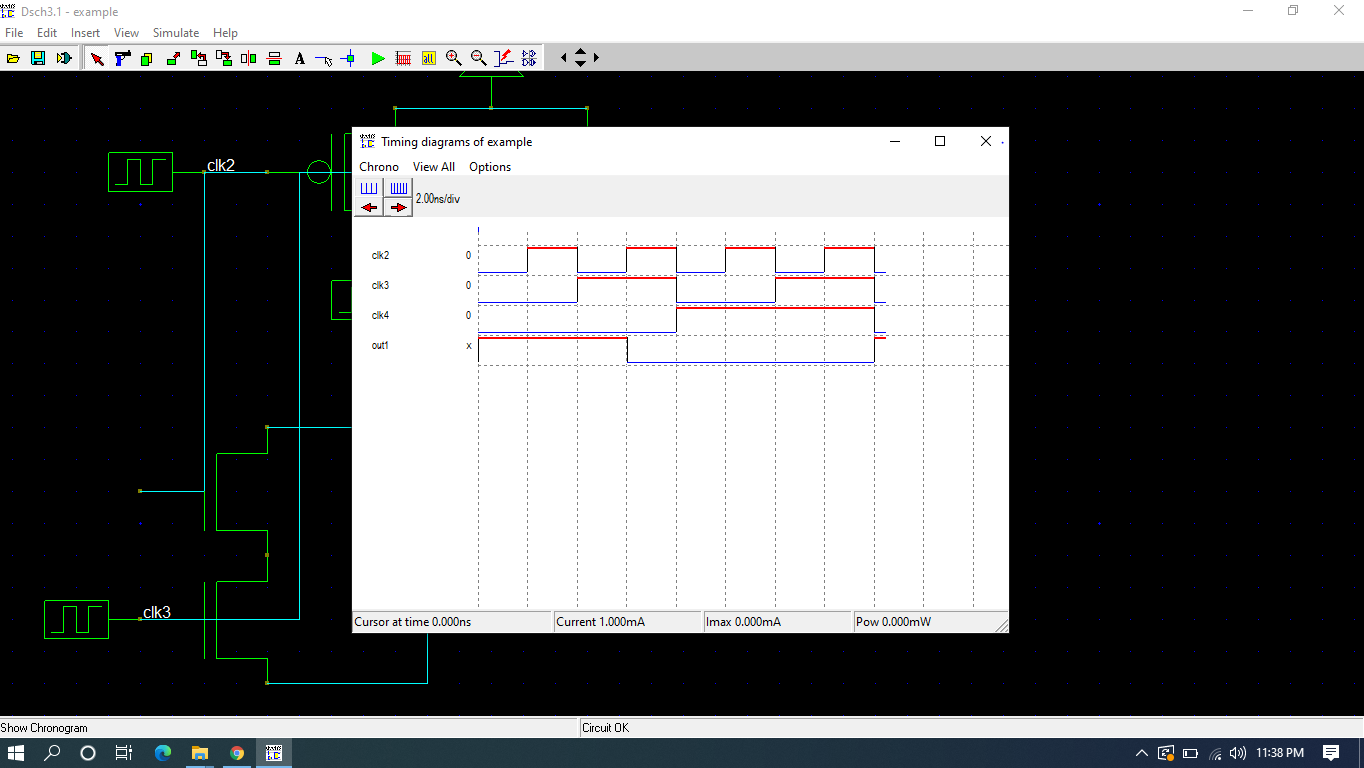 Dsch3.1 - example
File Edit Insert View Simulate Help
A
all
clk2
clk3
Timing diagrams of example
Chrono View All Options
2.00ns/div
clk2 0
clk3 0
clk4 0
out1 x
Cursor at time 0.000ns Current 1.000mA Imax 0.000mA Pow 0.000mW
Show Chronogram Circuit OK
11:38 PM